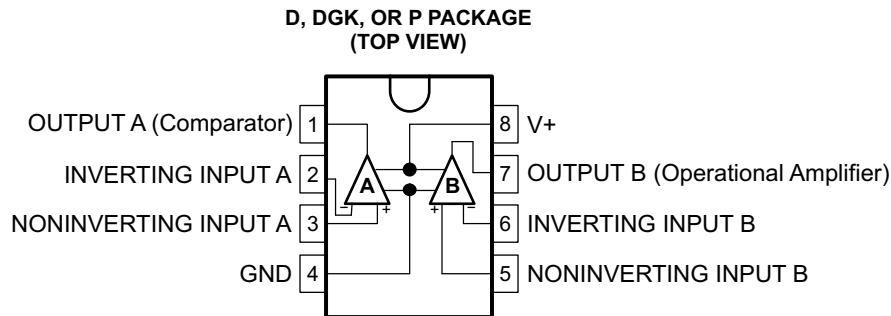 D, DGK, OR P PACKAGE
(TOP VIEW)
OUTPUT A (Comparator) 1
8 V+
INVERTING INPUT A 2
7 OUTPUT B (Operational Amplifier)
A
B
NONINVERTING INPUT A 3
− +
+ −
6 INVERTING INPUT B
GND 4
5 NONINVERTING INPUT B